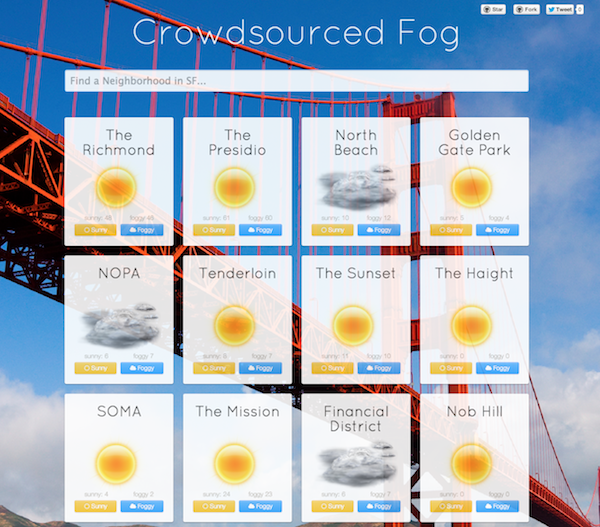 Star Fork Tweet 0
Crowdsourced Fog
Find a Neighborhood in SF...
The
Richmond
sunny: foggy
Sunny Foggy
The
Presidio
sunny: 61 foggy 60
Sunny Foggy
North
Beach
sunny: 10 foggy 12
Sunny Foggy
Golden
Gate Park
sunny: 5 foggy 4
Sunny Foggy
NOPA
sunny: 6 foggy 7
Sunny Foggy
Tenderloin
sunny: foggy 7
Sunny Foggy
The Sunset
sunny: 11 foggy 10
Sunny Foggy
The Haight
sunny: 0 foggy 0
Sunny Foggy
SOMA
sunny: 4 foggy 2
Sunny Foggy
The Mission
sunny: 24 foggy 23
Sunny Foggy
Financial
District
sunny: foggy 7
Sunny Foggy
Nob Hill
sunny: 0 foggy 0
Sunny Foggy